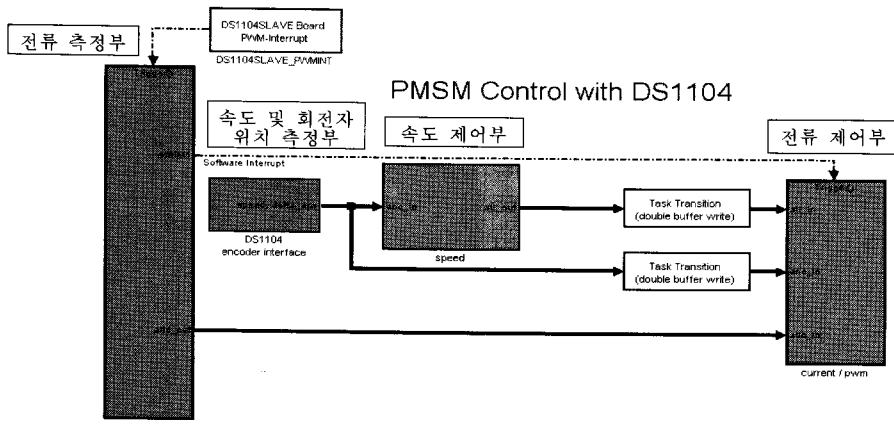 DS1104SLAVE Board
PWM-Interrupt
DS1104SLAVE_PWMINT
전류 측정부
PMSM Control with DS1104
속도 및 회전자
위치 측정부
속도 제어부
전류 제어부
Software Interrupt
Task Transition
(double buffer write)
DS1104
encoder interface
speed
Task Transition
(double buffer write)
current / pwm